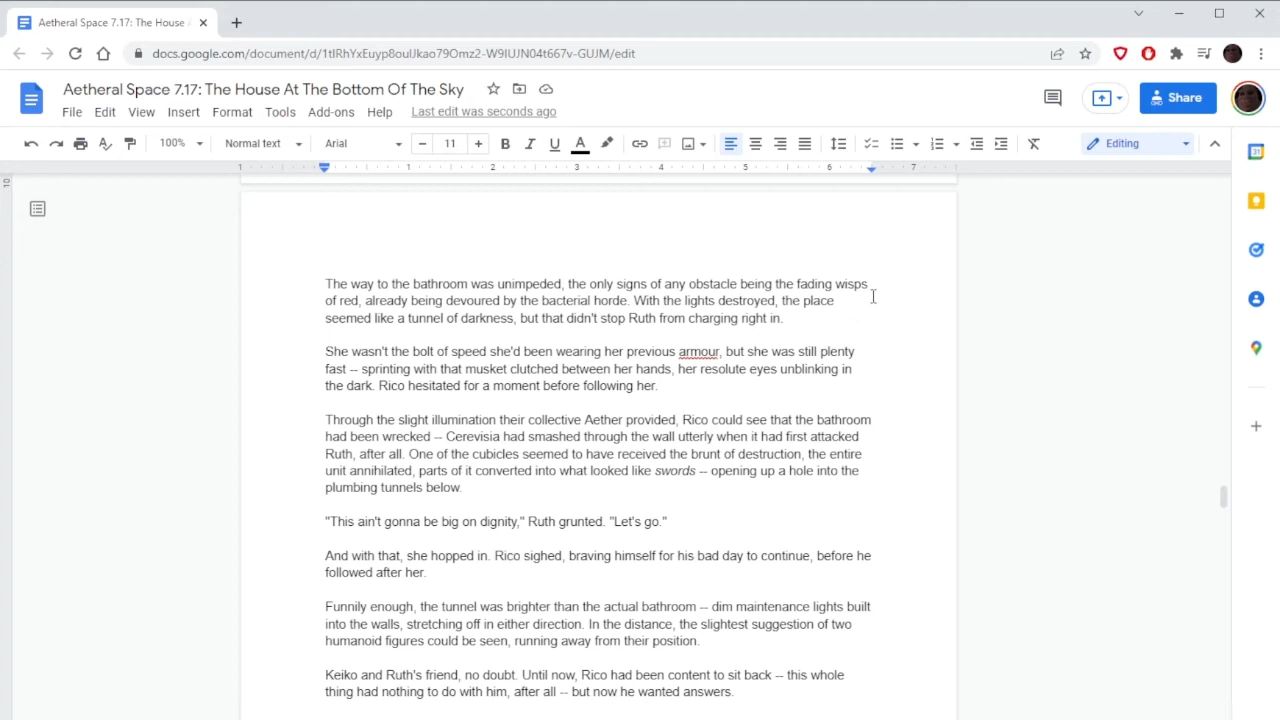 Aetheral Space 7.17: The House
docs.google.com/document/d/1tlRhYxEuyp8oulJkao79Omz2-W9IUJN04t667v-GUJM/edit
Aetheral Space 7.17: The House At The Bottom Of The Sky
File Edit View Insert Format Tools Add-ons Help Last edit was seconds ago
Share
100% Normal text Arial 11 B I U A Editing
1 1 2 3 4 5 6 7
10
31
The way to the bathroom was unimpeded, the only signs of any obstacle being the fading wisps
of red, already being devoured by the bacterial horde. With the lights destroyed, the place
seemed like a tunnel of darkness, but that didn't stop Ruth from charging right in.
She wasn't the bolt of speed she'd been wearing her previous armour, but she was still plenty
fast -- sprinting with that musket clutched between her hands, her resolute eyes unblinking in
the dark. Rico hesitated for a moment before following her.
Through the slight illumination their collective Aether provided, Rico could see that the bathroom
had been wrecked -- Cerevisia had smashed through the wall utterly when it had first attacked
Ruth, after all. One of the cubicles seemed to have received the brunt of destruction, the entire
unit annihilated, parts of it converted into what looked like swords -- opening up a hole into the
plumbing tunnels below.
"This ain't gonna be big on dignity," Ruth grunted. "Let's go."
And with that, she hopped in. Rico sighed, braving himself for his bad day to continue, before he
followed after her.
Funnily enough, the tunnel was brighter than the actual bathroom -- dim maintenance lights built
into the walls, stretching off in either direction. In the distance, the slightest suggestion of two
humanoid figures could be seen, running away from their position.
Keiko and Ruth's friend, no doubt. Until now, Rico had been content to sit back -- this whole
thing had nothing to do with him, after all -- but now he wanted answers.